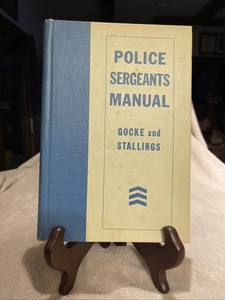 POLICE
SERGEANTS
MANUAL
GOCKE and
STALLINGS